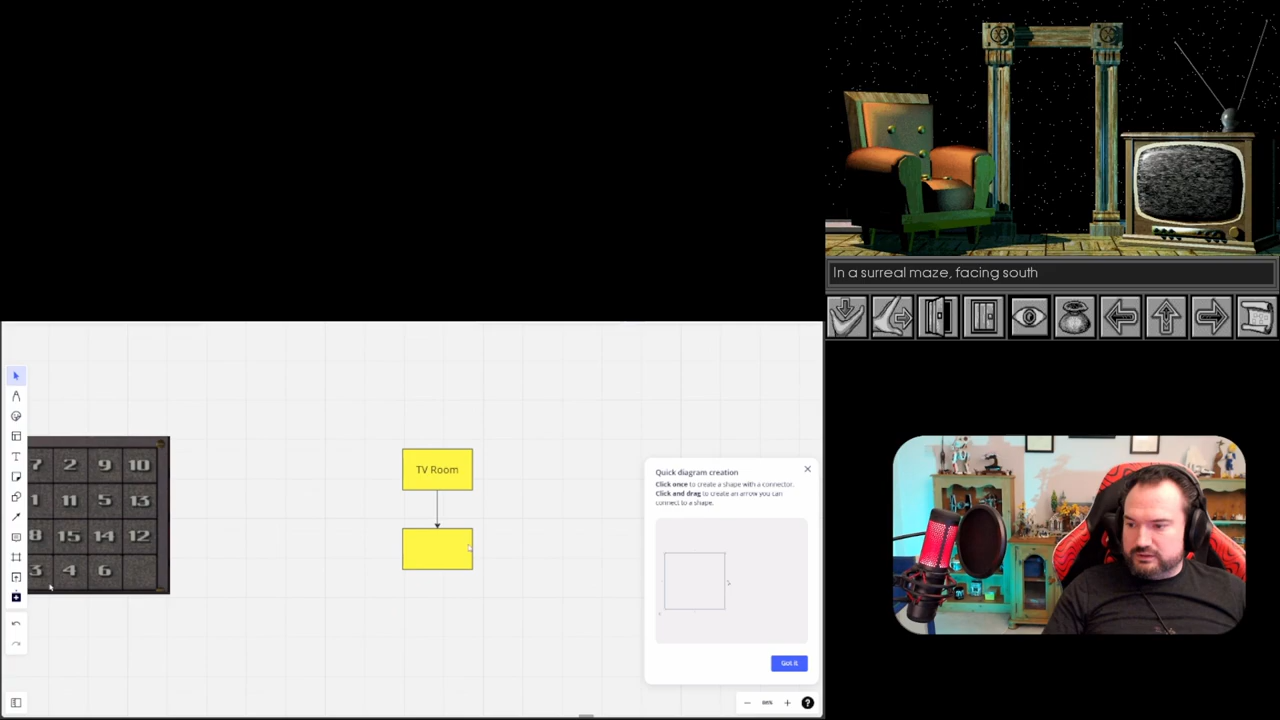 In a surreal maze, facing south
7 2 9 10
1 11 5 13
8 15 14 12
3 4 6
TV Room
Quick diagram creation
Click once to create a shape with a connector.
Click and drag to create an arrow you can
connect to a shape.
Got it
86%